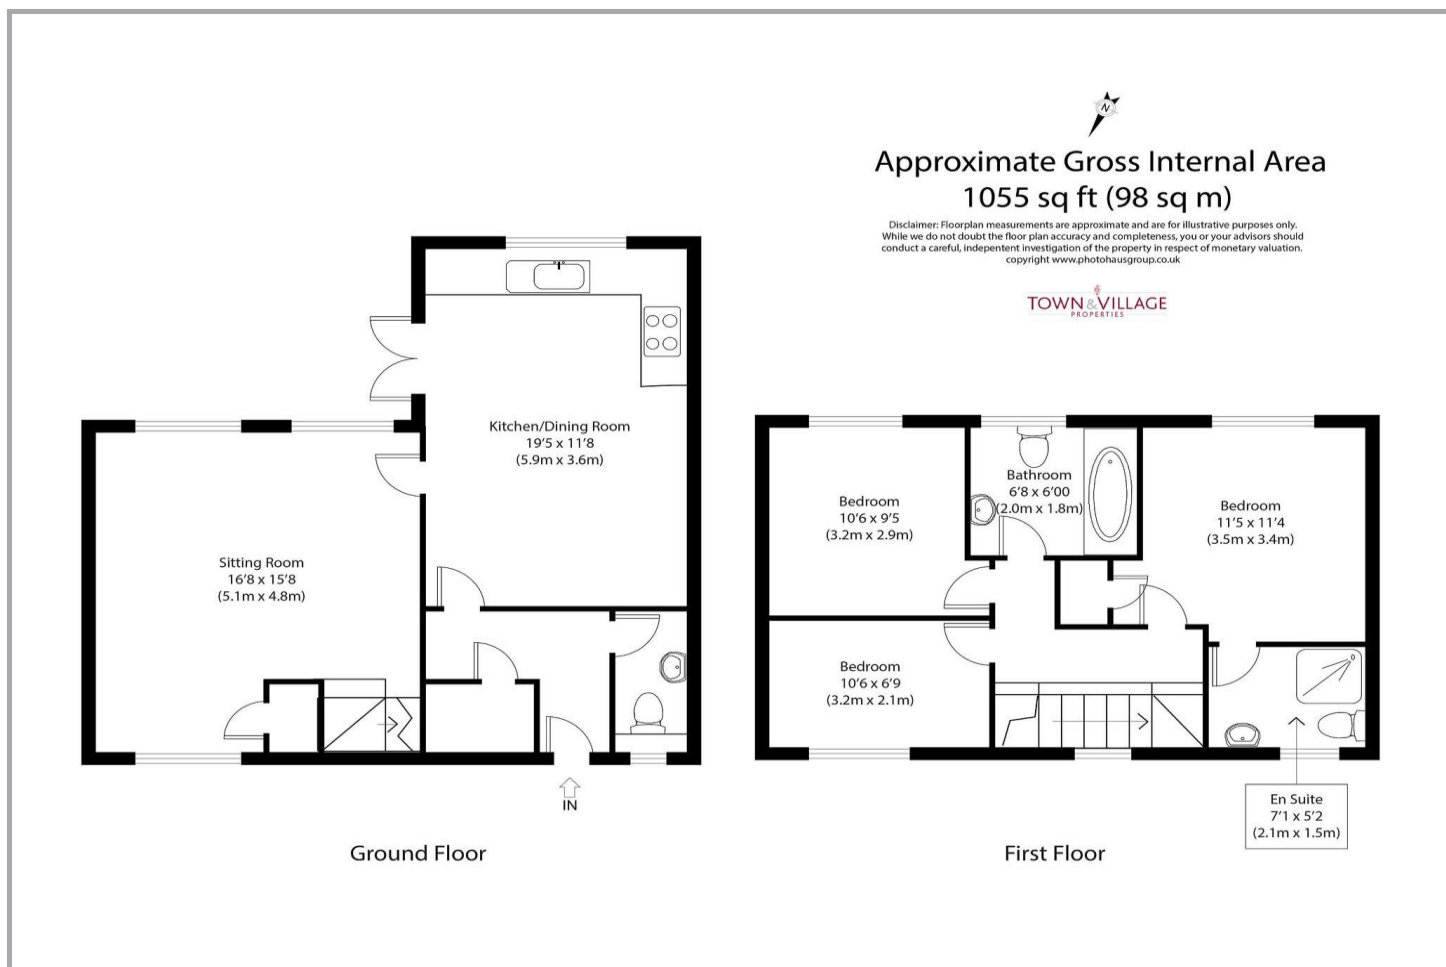 N
Approximate Gross Internal Area
1055 sq ft (98 sq m)
Disclaimer: Floorplan measurements are approximate and are for illustrative purposes only.
While we do not doubt the floor plan accuracy and completeness, you or your advisors should
conduct a careful, indepentent investigation of the property in respect of monetary valuation.
copyright www.photohausgroup.co.uk
TOWN & VILLAGE
PROPERTIES
Kitchen/Dining Room
19'5 x 11'8
(5.9m x 3.6m)
Sitting Room
16'8 x 15'8
(5.1m x 4.8m)
IN
Ground Floor
Bedroom
10'6 x 9'5
(3.2m x 2.9m)
Bathroom
6'8 x 6'00
(2.0m x 1.8m)
Bedroom
11'5 x 11'4
(3.5m x 3.4m)
Bedroom
10'6 x 6'9
(3.2m x 2.1m)
En Suite
7'1 x 5'2
(2.1m x 1.5m)
First Floor